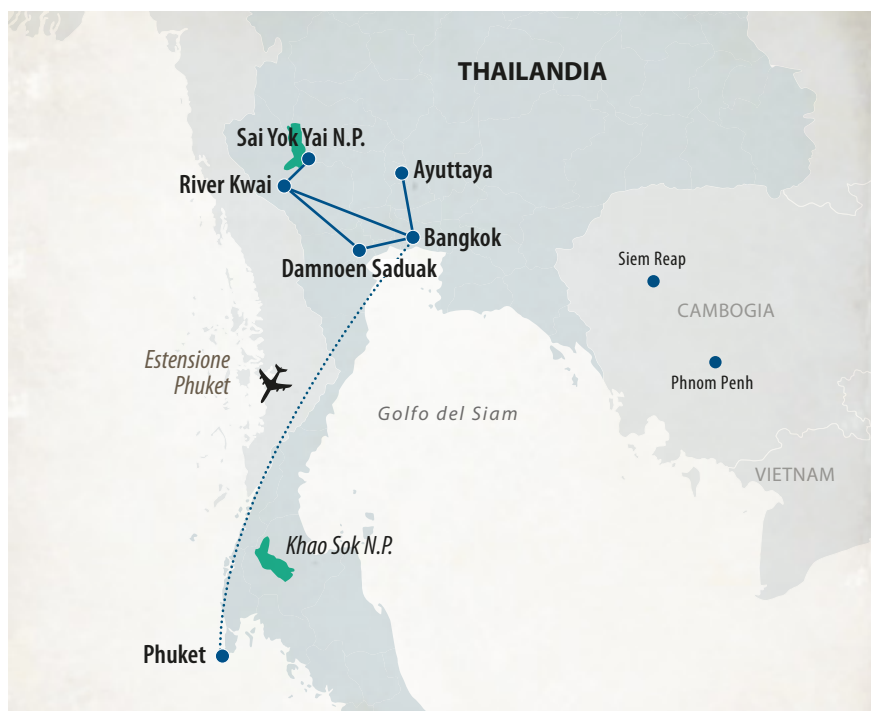 THAILANDIA
Sai Yok Yai N.P.
Ayuttaya
River Kwai
Bangkok
Damnoen Saduak
Siem Reap
CAMBOGIA
Estensione
Phuket
Phnom Penh
Golfo del Siam
VIETNAM
Khao Sok N.P.
Phuket